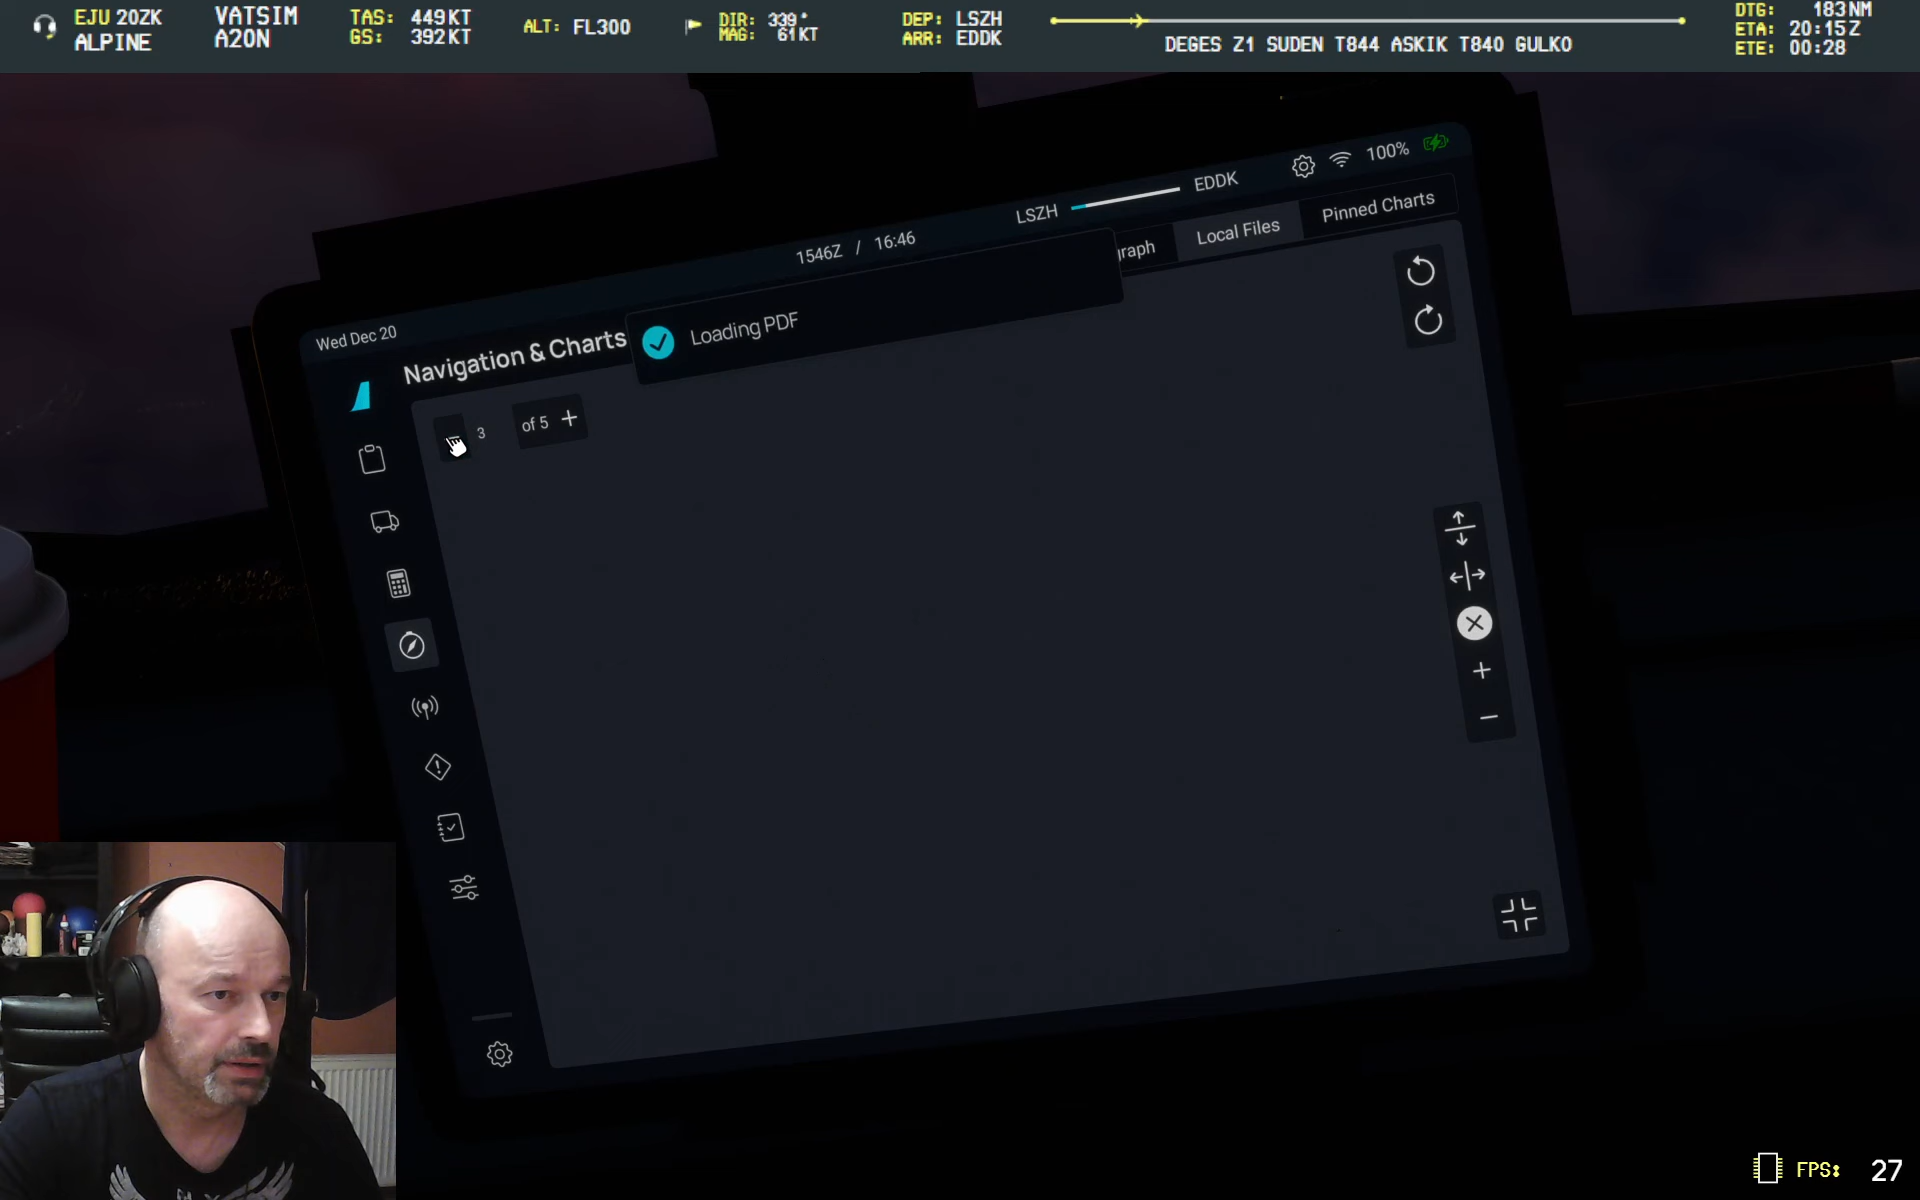 EJU 20ZK
ALPINE
VATSIM
A20N
TAS: 449KT
GS: 392KT
ALT: FL300
DIR: 339°
MAG: 61KT
DEP: LSZH
ARR: EDDK
DEGES Z1 SUDEN T844 ASKIK T840 GULKO
DTG: 183NM
ETA: 20:15Z
ETE: 00:28
Wed Dec 20
1546Z / 16:46
LSZH
EDDK
100%
Navigation & Charts
Loading PDF
graph
Local Files
Pinned Charts
3 of 5 +
FPS: 27